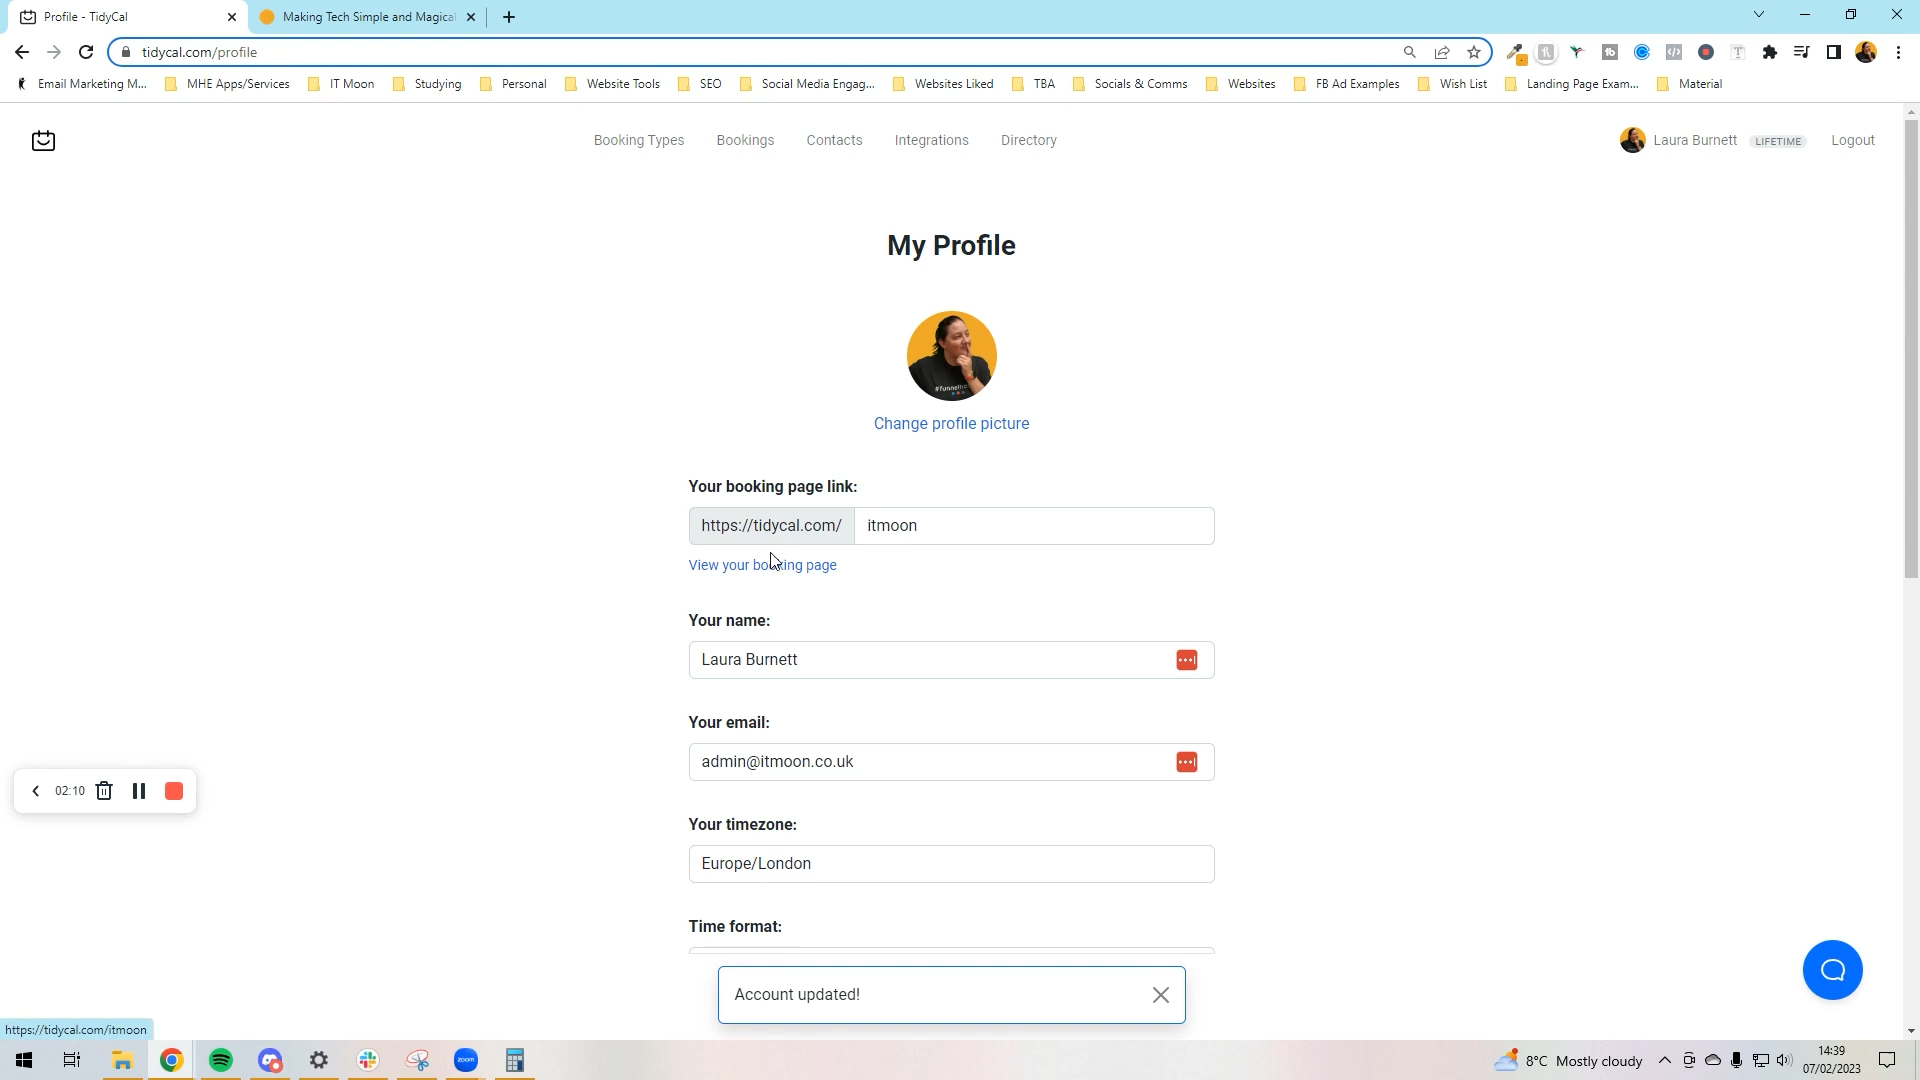 Profile - TidyCal
Making Tech Simple and Magical
tidycal.com/profile
Email Marketing M...
MHE Apps/Services
IT Moon
Studying
Personal
Website Tools
SEO
Social Media Engag...
Websites Liked
TBA
Socials & Comms
Websites
FB Ad Examples
Wish List
Landing Page Exam...
Material
Booking Types
Bookings
Contacts
Integrations
Directory
Laura Burnett
LIFETIME
Logout
My Profile
Change profile picture
Your booking page link:
https://tidycal.com/
itmoon
View your booking page
Your name:
Laura Burnett
Your email:
admin@itmoon.co.uk
Your timezone:
Europe/London
Time format:
02:10
Account updated!
https://tidycal.com/itmoon
zoom
8°C Mostly cloudy
14:39
07/02/2023